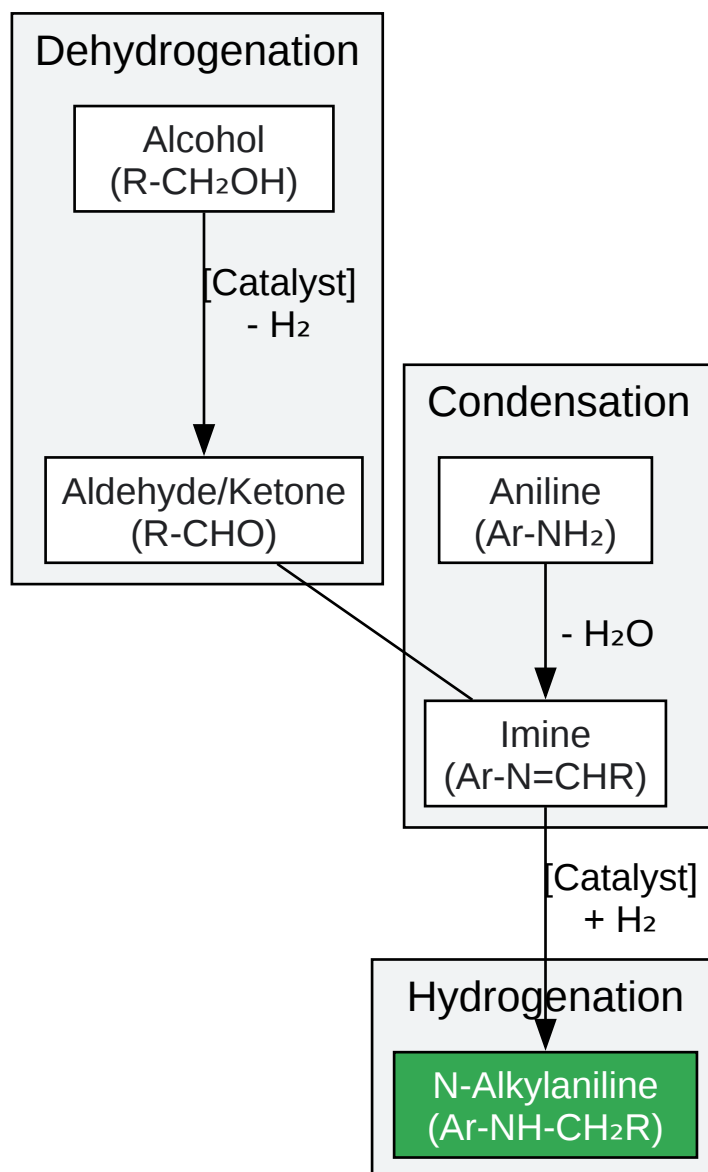 Dehydrogenation
Alcohol
(R-CH₂OH)
[Catalyst]
- H₂
Aldehyde/Ketone
(R-CHO)
Condensation
Aniline
(Ar-NH₂)
- H₂O
Imine
(Ar-N=CHR)
[Catalyst]
+ H₂
Hydrogenation
N-Alkylaniline
(Ar-NH-CH₂R)